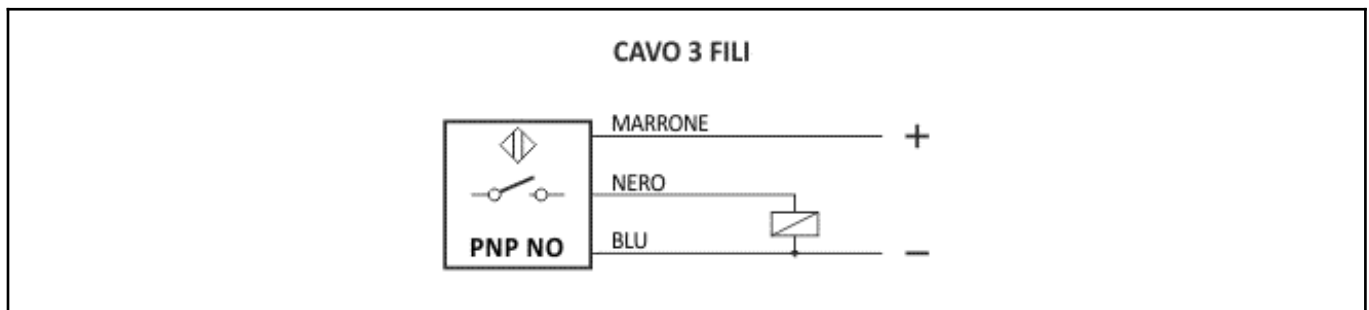 CAVO 3 FILI
MARRONE
+
NERO
PNP NO
BLU
−